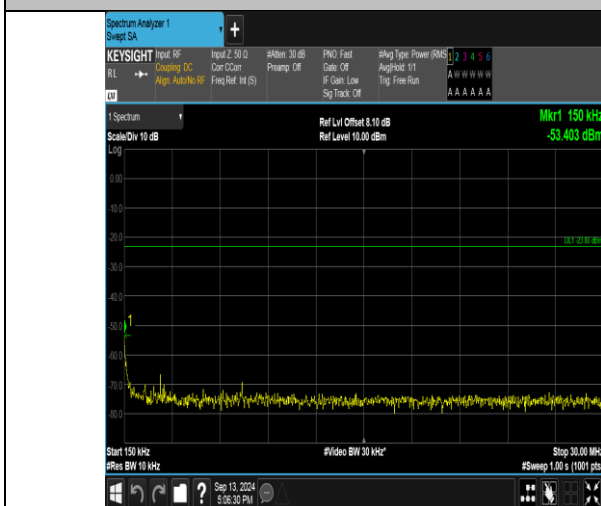 Spectrum Analyzer 1
Swept SA
+
KEYSIGHT Input: RF Input Z: 50 Ω #Atten: 30 dB PNO: Fast #Avg Type: Power (RMS 1 2 3 4 5 6
RL Coupling: DC Corr CCorr Preamp: Off Gate: Off Avg|Hold: 1/1 A W W W W W
Align: Auto/No RF Freq Ref: Int (S) IF Gain: Low Trig: Free Run
LXI Sig Track: Off A A A A A A
1 Spectrum Ref Lvl Offset 8.10 dB Mkr1 150 kHz
Scale/Div 10 dB Ref Level 10.00 dBm -53.403 dBm
Log
0.00
-10.0
-20.0
DL1 -23.00 dBm
-30.0
-40.0
1
-50.0
-60.0
-70.0
-80.0
Start 150 kHz #Video BW 30 kHz* Stop 30.00 MHz
#Res BW 10 kHz #Sweep 1.00 s (1001 pts
? Sep 13, 2024
5:06:30 PM